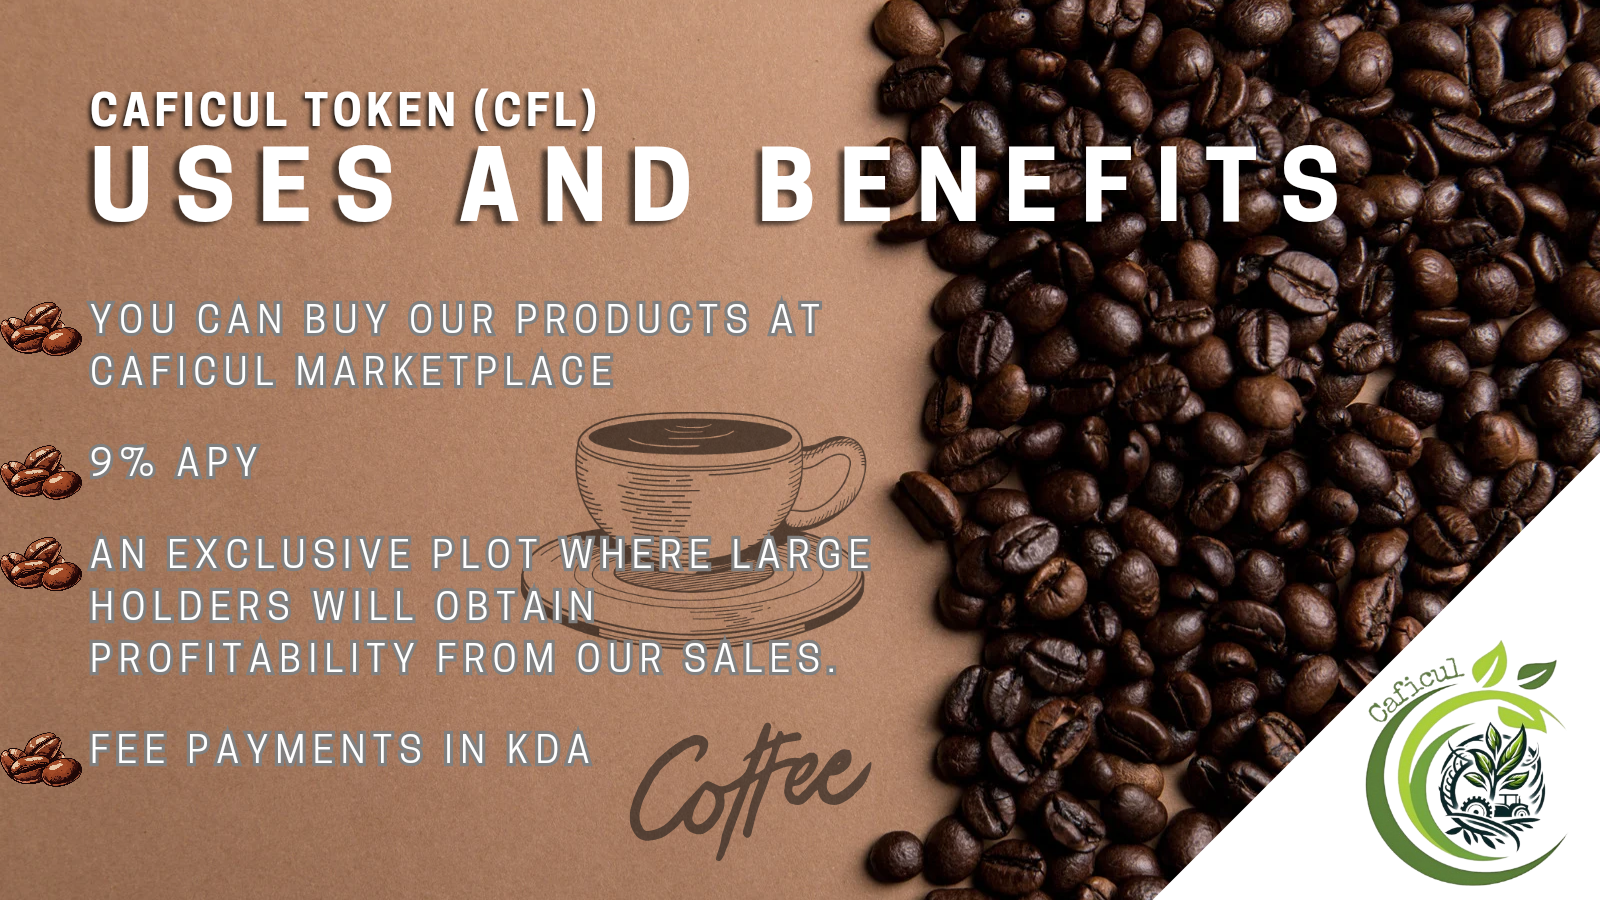 CAFICUL TOKEN (CFL)
USES AND BENEFITS
YOU CAN BUY OUR PRODUCTS AT
CAFICUL MARKETPLACE
9% APY
AN EXCLUSIVE PLOT WHERE LARGE
HOLDERS WILL OBTAIN
PROFITABILITY FROM OUR SALES.
FEE PAYMENTS IN KDA
Coffee
Caficul